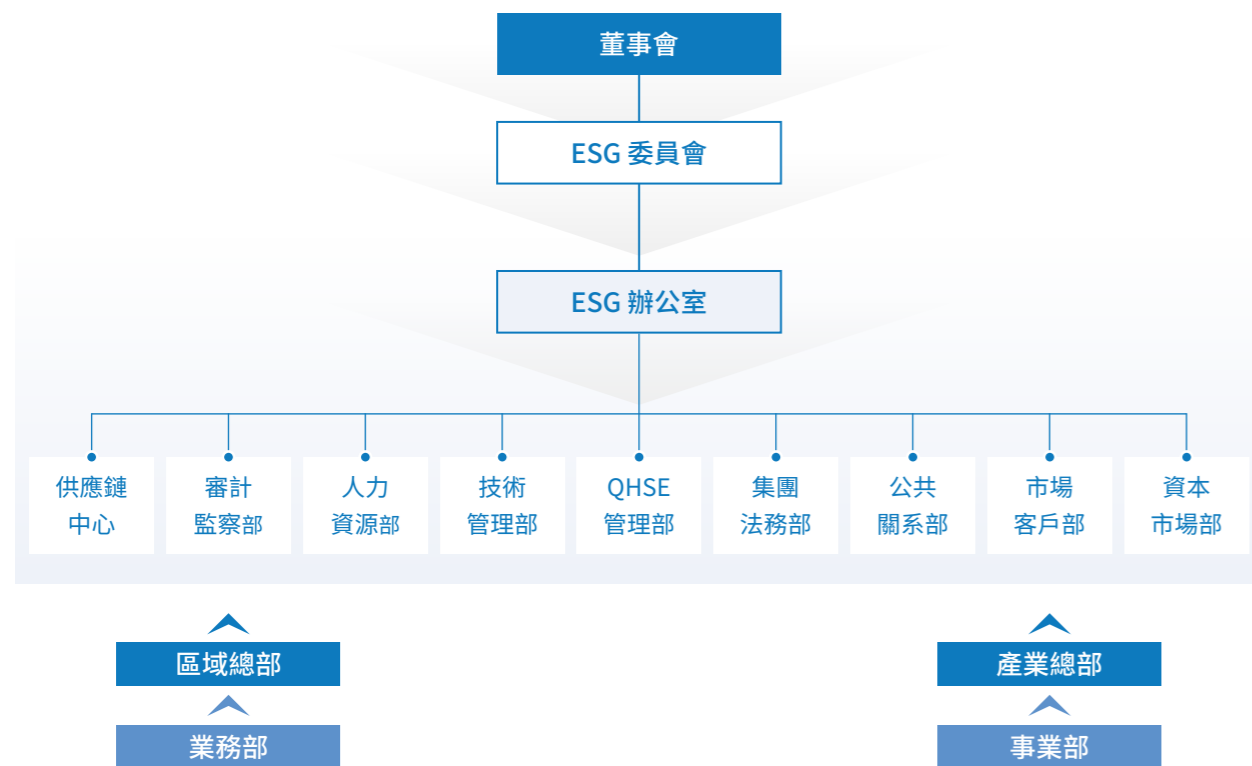 董事會
ESG 委員會
ESG 辦公室
供應鏈
中心
審計
監察部
人力
資源部
技術
管理部
QHSE
管理部
集團
法務部
公共
關系部
市場
客戶部
資本
市場部
區域總部
產業總部
業務部
事業部